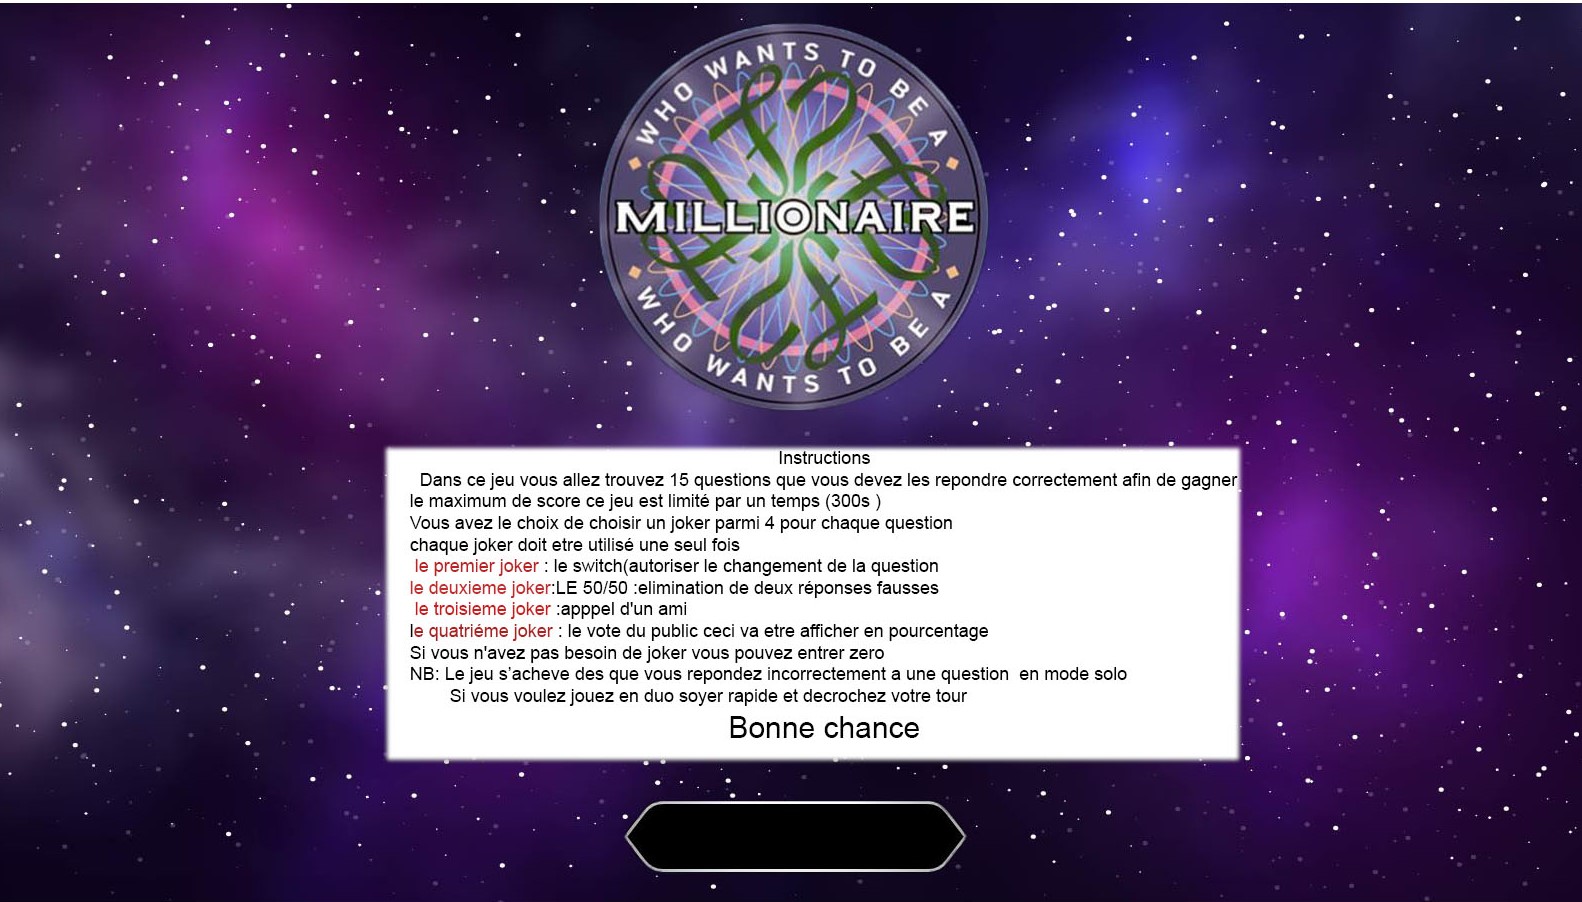 WHO WANTS TO BE A
MILLIONAIRE
WHO WANTS TO BE A
Instructions
Dans ce jeu vous allez trouvez 15 questions que vous devez les repondre correctement afin de gagner
le maximum de score ce jeu est limité par un temps (300s )
Vous avez le choix de choisir un joker parmi 4 pour chaque question
chaque joker doit etre utilisé une seul fois
le premier joker : le switch(autoriser le changement de la question
le deuxieme joker:LE 50/50 :elimination de deux réponses fausses
le troisieme joker :apppel d'un ami
le quatriéme joker : le vote du public ceci va etre afficher en pourcentage
Si vous n'avez pas besoin de joker vous pouvez entrer zero
NB: Le jeu s’acheve des que vous repondez incorrectement a une question  en mode solo
Si vous voulez jouez en duo soyer rapide et decrochez votre tour
Bonne chance